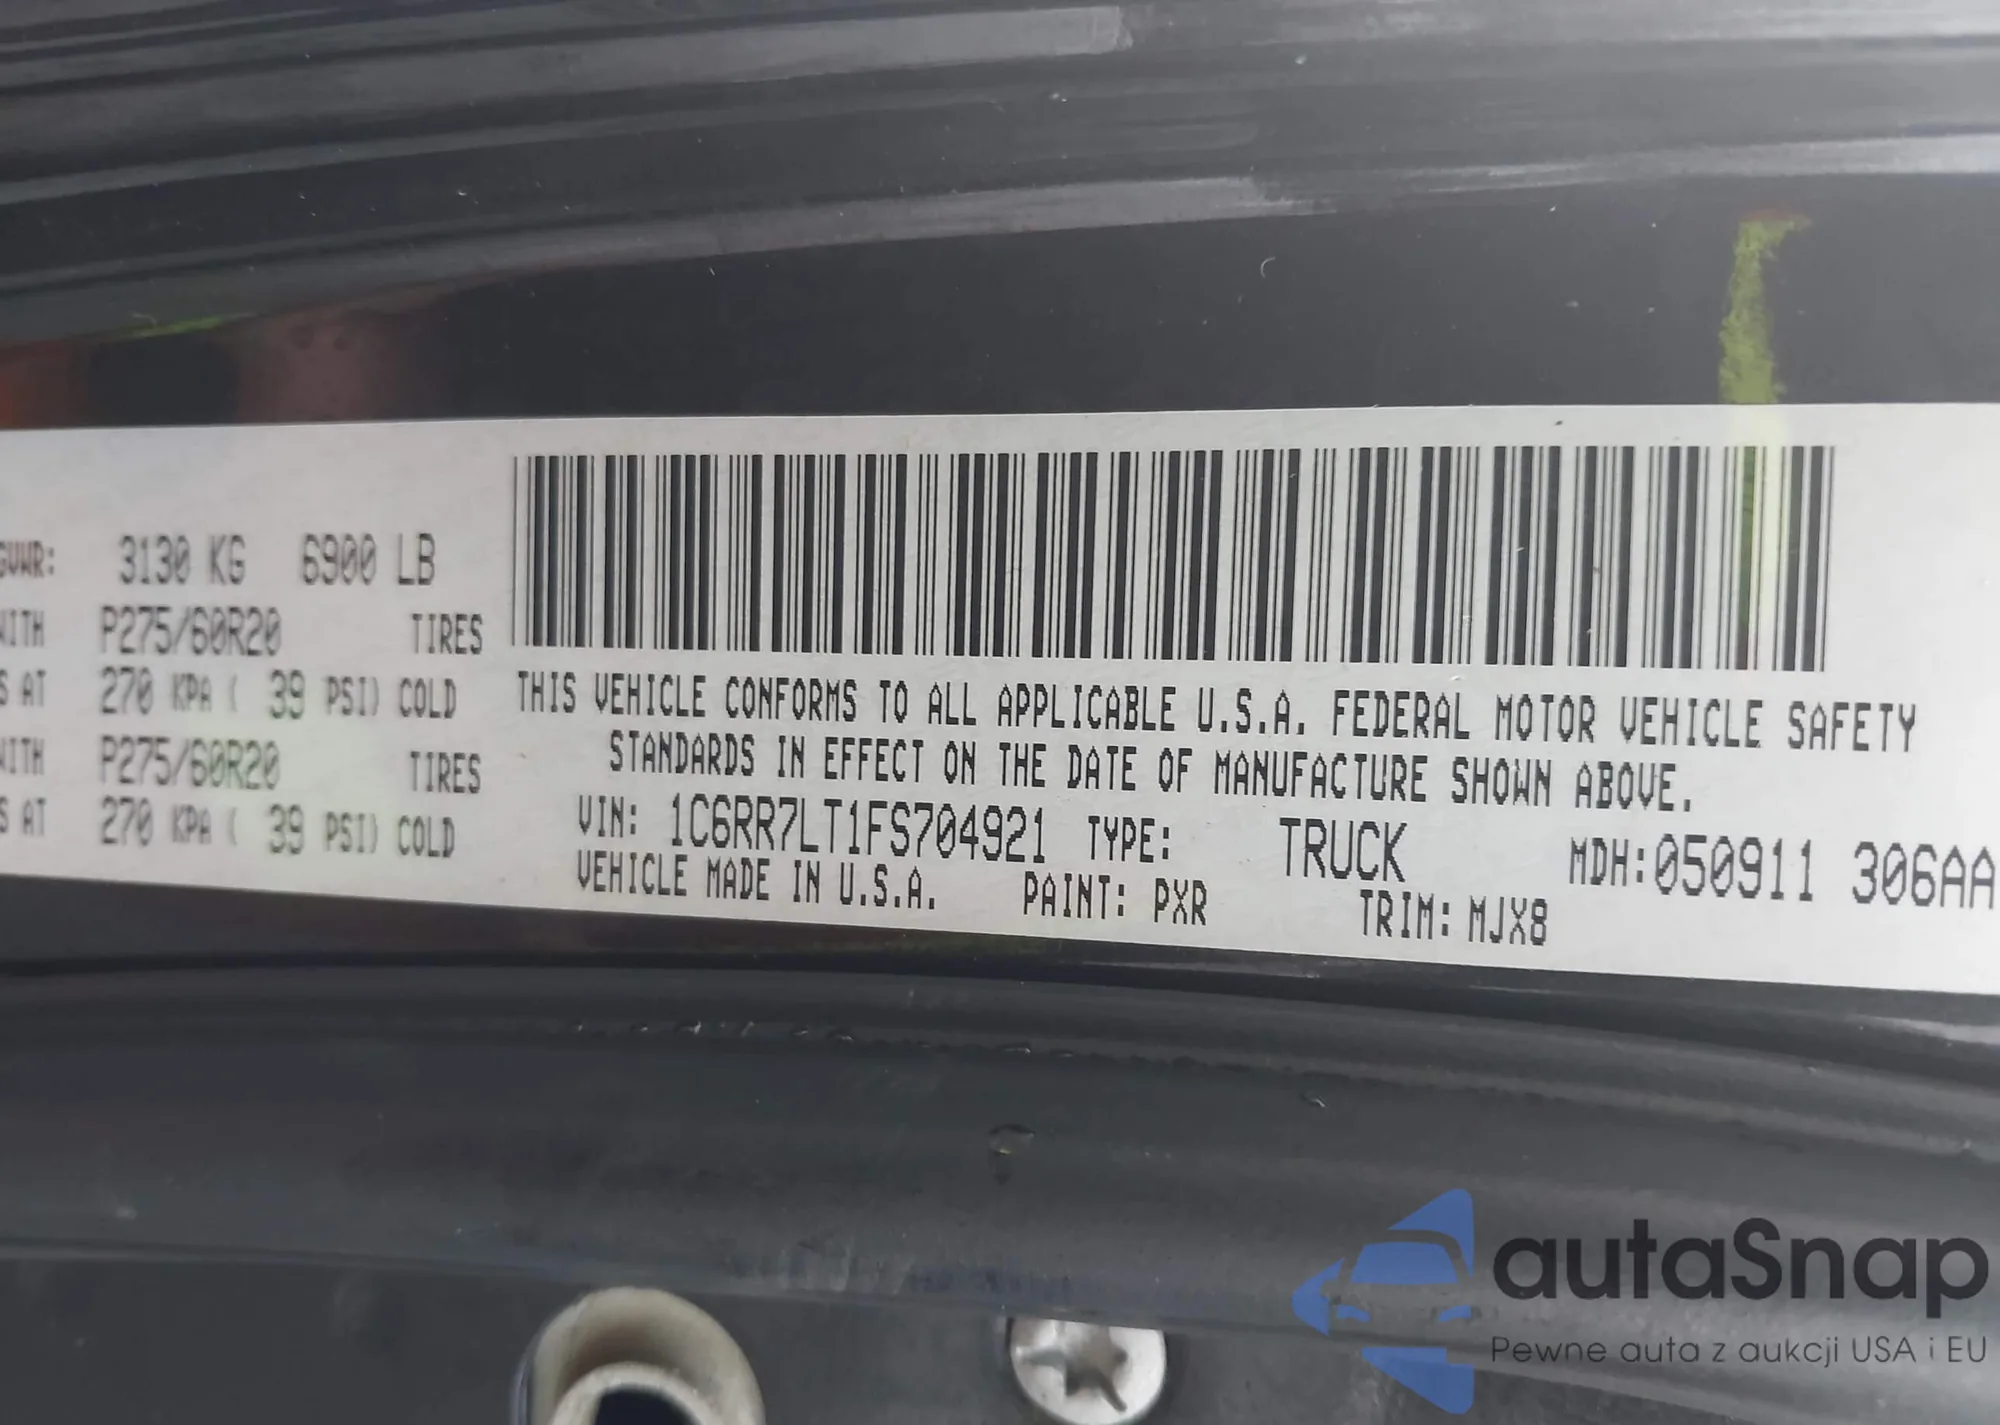 GVWR: 3130 KG 6900 LB
WITH P275/60R20 TIRES
S AT 270 KPA ( 39 PSI) COLD
WITH P275/60R20 TIRES
S AT 270 KPA ( 39 PSI) COLD
THIS VEHICLE CONFORMS TO ALL APPLICABLE U.S.A. FEDERAL MOTOR VEHICLE SAFETY
STANDARDS IN EFFECT ON THE DATE OF MANUFACTURE SHOWN ABOVE.
VIN: 1C6RR7LT1FS704921 TYPE: TRUCK MDH:050911 306AA
VEHICLE MADE IN U.S.A. PAINT: PXR TRIM: MJX8
autaSnap
Pewne auta z aukcji USA i EU